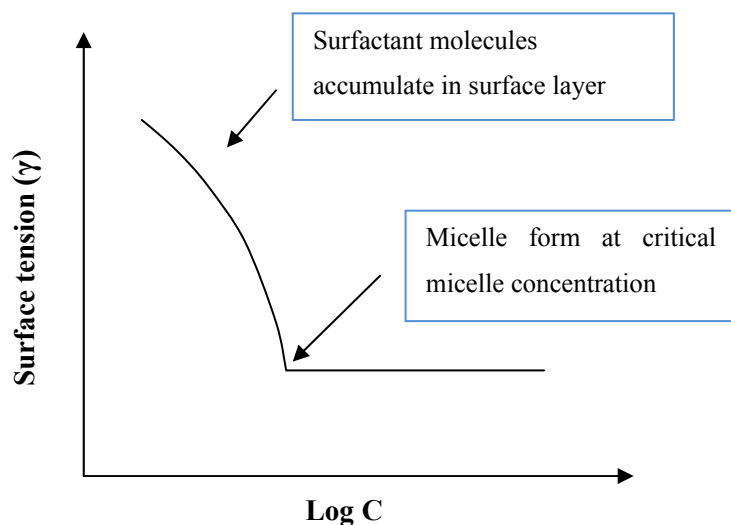 Surfactant molecules
accumulate in surface layer
Micelle form at critical
micelle concentration
Surface tension (γ)
Log C